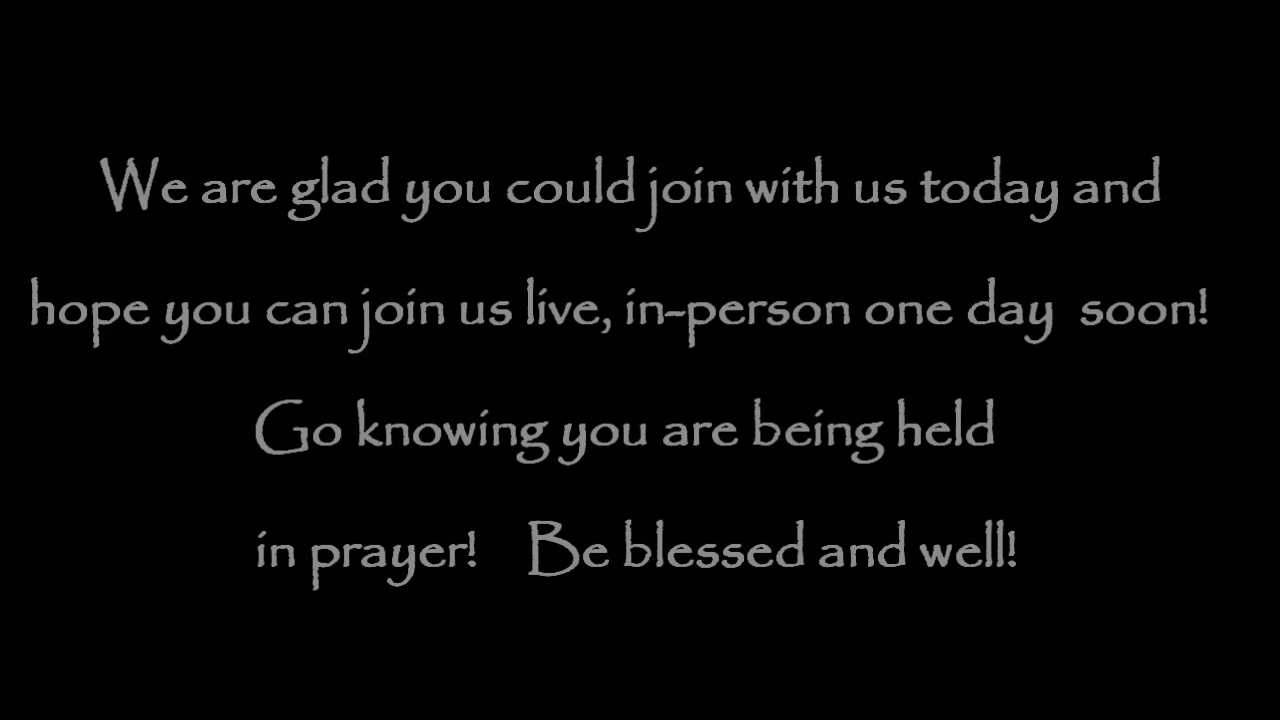 We are glad you could join with us today and
hope you can join us live, in-person one day soon!
Go knowing you are being held
in prayer! Be blessed and well!